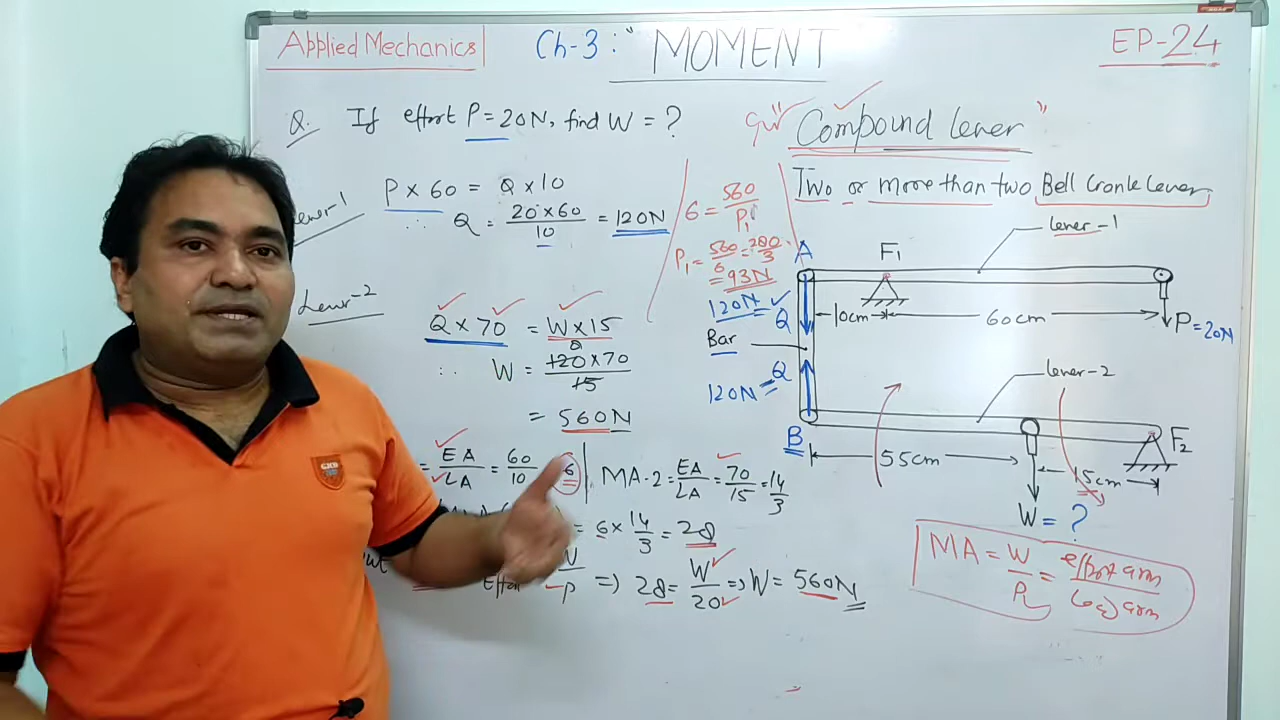 Applied Mechanics
Ch-3: "MOMENT
EP-24
Q. If effort P=20N, find W = ?
"Compound lever"
Two or more than two Bell Crank Lever
P × 60 = Q × 10
∴ Q = 20×60/10 = 120N
6 = 560/P1
P1 = 560/6 = 280/3
= 93N
Lever-2
Q × 70 = W × 15
∴ W = 120×70/15
8
= 560N
= EA/LA = 60/10 = 6
MA-2 = EA/LA = 70/15 = 14/3
= 6 × 14/3 = 28
P => 28 = W/20 => W = 560N
lever-1
A
F1
10cm
60cm
P=20N
120N = Q
Bar
120N = Q
lever-2
B
55cm
F2
15cm
W = ?
MA = W/P = effort arm/load arm